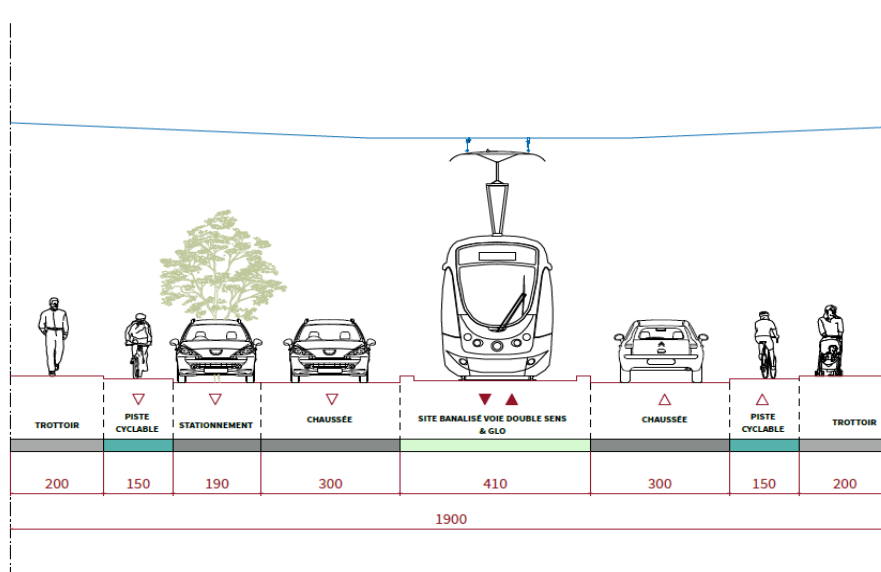 TROTTOIR
PISTE
CYCLABLE
STATIONNEMENT
CHAUSSÉE
SITE BANALISÉ VOIE DOUBLE SENS
& GLO
CHAUSSÉE
PISTE
CYCLABLE
TROTTOIR
200 150 190 300 410 300 150 200
1900